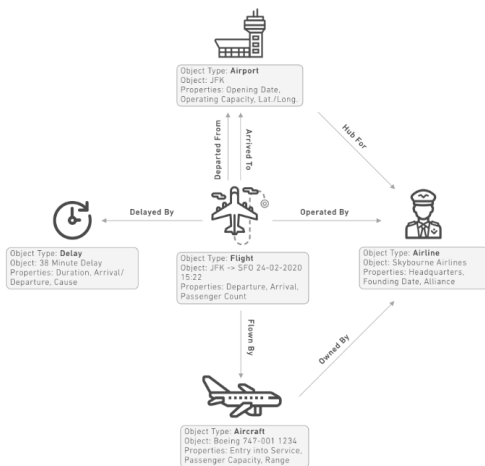 Object Type: Airport
Object: JFK
Properties: Opening Date,
Operating Capacity, Lat./Long.
Departed From
Arrived To
Hub For
Delayed By
Operated By
Object Type: Delay
Object: 38 Minute Delay
Properties: Duration, Arrival/
Departure, Cause
Object Type: Flight
Object: JFK -> SFO 24-02-2020
15:22
Properties: Departure, Arrival,
Passenger Count
Object Type: Airline
Object: Skybourne Airlines
Properties: Headquarters,
Founding Date, Alliance
Flown By
Owned By
Object Type: Aircraft
Object: Boeing 747-001 1234
Properties: Entry into Service,
Passenger Capacity, Range